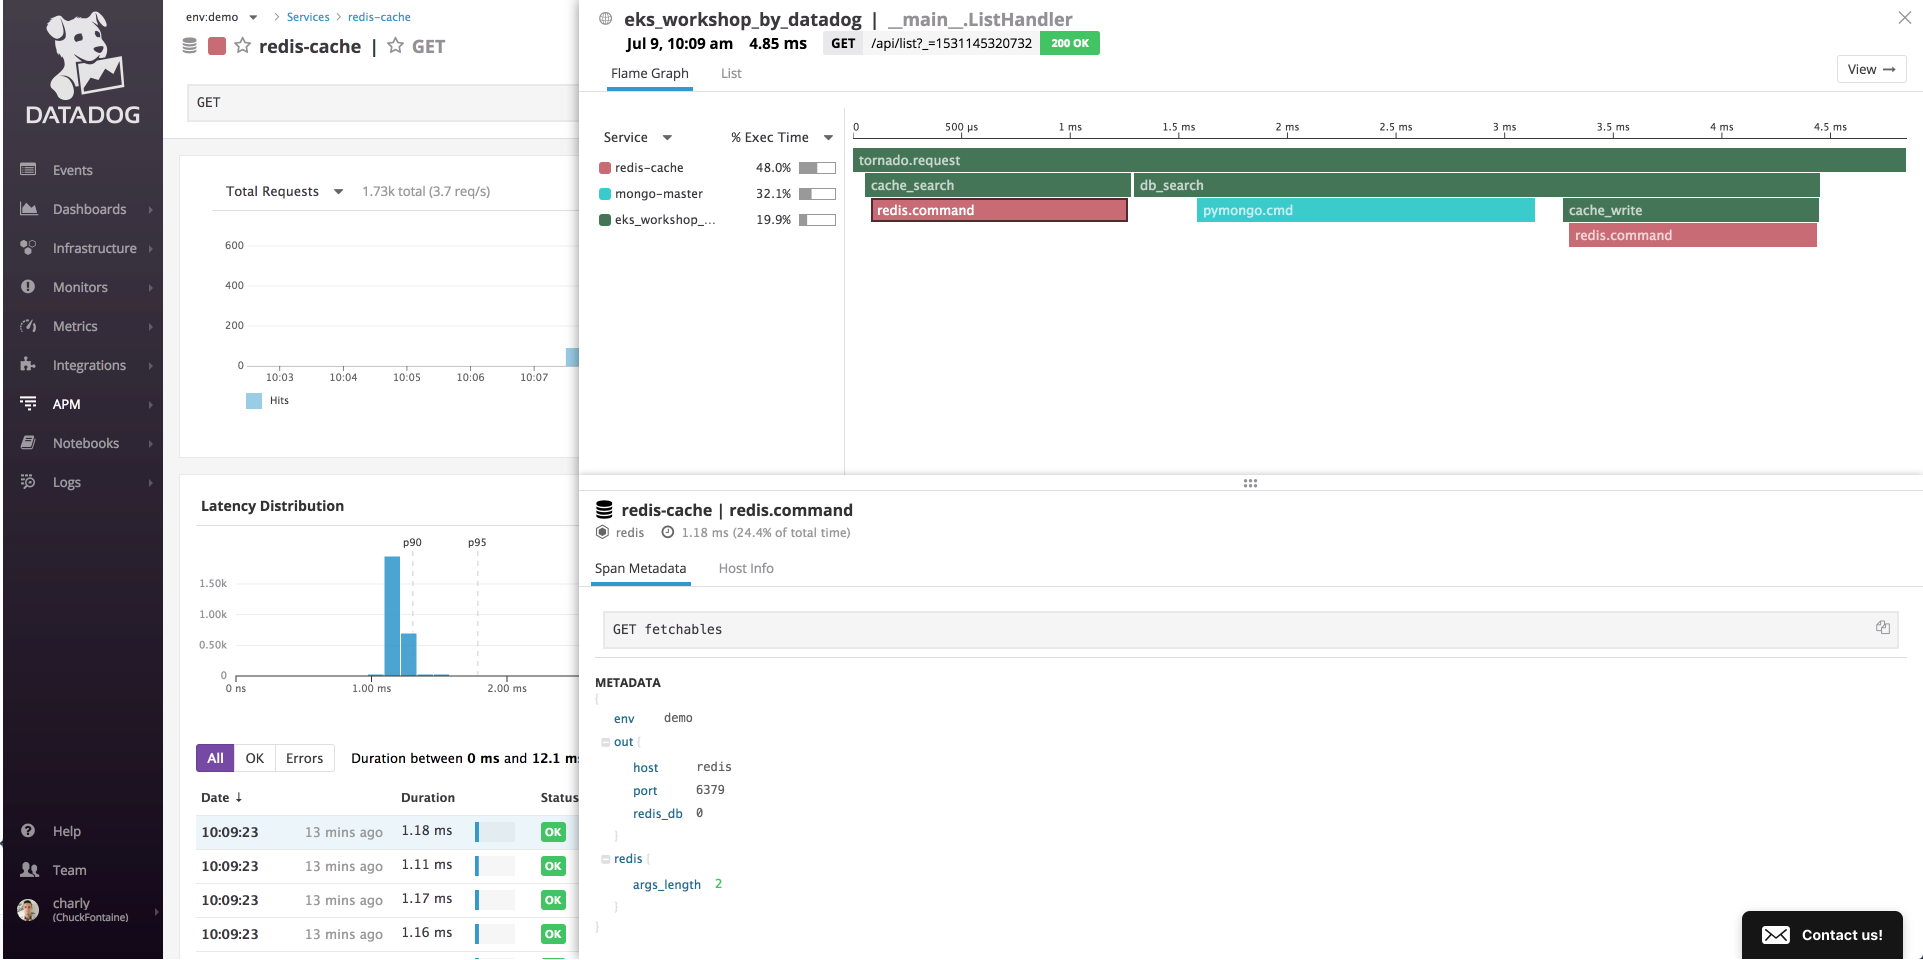 DATADOG
Events
Dashboards
Infrastructure
Monitors
Metrics
Integrations
APM
Notebooks
Logs
Help
Team
charly
(ChuckFontaine)
env:demo > Services > redis-cache
redis-cache | GET
GET
Total Requests 1.73k total (3.7 req/s)
600
400
200
0
10:03 10:04 10:05 10:06 10:07
Hits
Latency Distribution
p90 p95
1.50k
1.00k
0.50k
0
0 ns 1.00 ms 2.00 ms
All OK Errors Duration between 0 ms and 12.1 m
Date ↓ Duration Status
10:09:23 13 mins ago 1.18 ms OK
10:09:23 13 mins ago 1.11 ms OK
10:09:23 13 mins ago 1.17 ms OK
10:09:23 13 mins ago 1.16 ms OK
eks_workshop_by_datadog | __main__.ListHandler
Jul 9, 10:09 am 4.85 ms GET /api/list?_=1531145320732 200 OK
Flame Graph List
View →
Service % Exec Time
redis-cache 48.0%
mongo-master 32.1%
eks_workshop_... 19.9%
0 500 µs 1 ms 1.5 ms 2 ms 2.5 ms 3 ms 3.5 ms 4 ms 4.5 ms
tornado.request
cache_search db_search
redis.command pymongo.cmd cache_write
redis.command
redis-cache | redis.command
redis 1.18 ms (24.4% of total time)
Span Metadata Host Info
GET fetchables
METADATA
{
env demo
out {
host redis
port 6379
redis_db 0
}
redis {
args_length 2
}
}
Contact us!